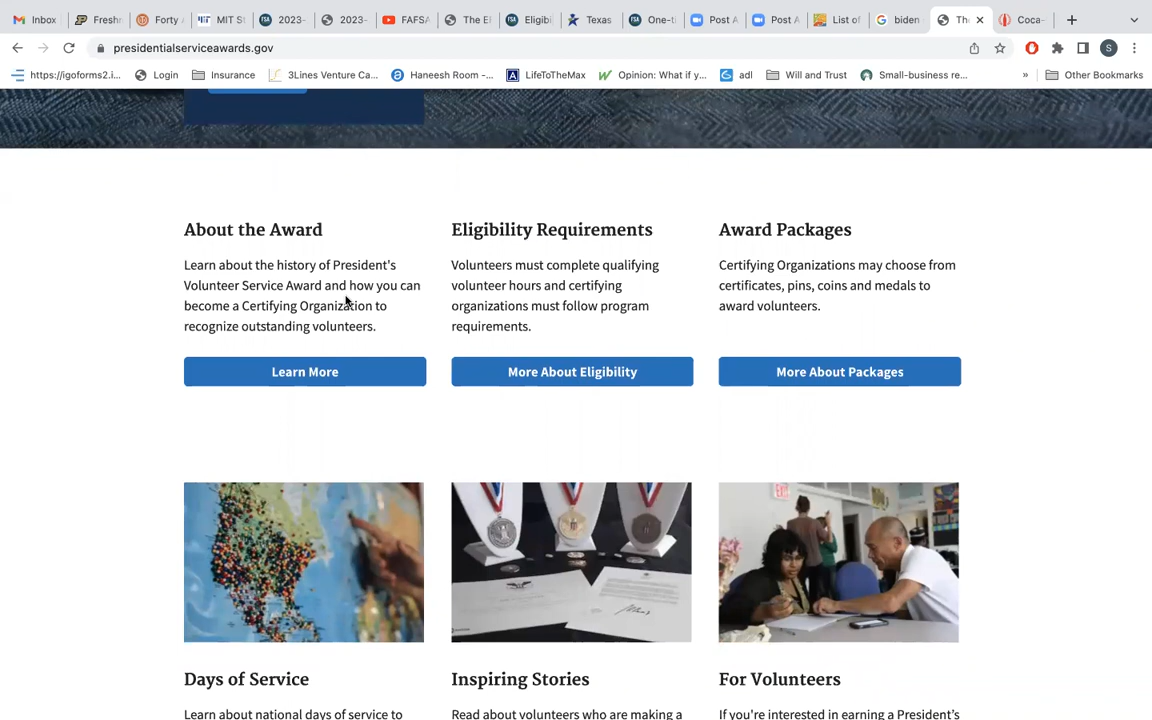 Inbox
Freshm
Forty
MIT St
2023-
2023-
FAFSA
The El
Eligibi
Texas
One-ti
Post A
Post A
List of
biden
Th
Coca-
presidentialserviceawards.gov
S
https://igoforms2.i...
Login
Insurance
3Lines Venture Ca...
Haneesh Room -...
LifeToTheMax
Opinion: What if y...
adl
Will and Trust
Small-business re...
»
Other Bookmarks
About the Award
Learn about the history of President's
Volunteer Service Award and how you can
become a Certifying Organization to
recognize outstanding volunteers.
Learn More
Eligibility Requirements
Volunteers must complete qualifying
volunteer hours and certifying
organizations must follow program
requirements.
More About Eligibility
Award Packages
Certifying Organizations may choose from
certificates, pins, coins and medals to
award volunteers.
More About Packages
Days of Service
Learn about national days of service to
Inspiring Stories
Read about volunteers who are making a
For Volunteers
If you're interested in earning a President's